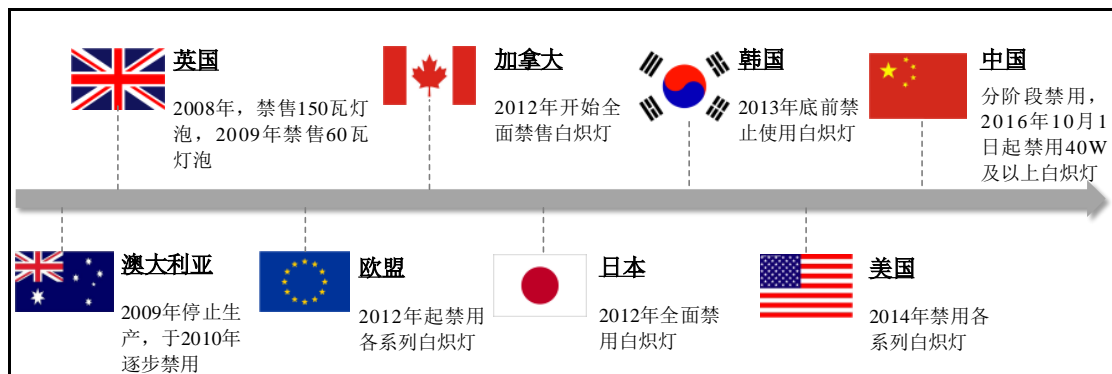 英国
2008年，禁售150瓦灯
泡，2009年禁售60瓦
灯泡
加拿大
2012年开始全
面禁售白炽灯
韩国
2013年底前禁
止使用白炽灯
中国
分阶段禁用，
2016年10月1
日起禁用40W
及以上白炽灯
澳大利亚
2009年停止生
产，于2010年
逐步禁用
欧盟
2012年起禁用
各系列白炽灯
日本
2012年全面禁
用白炽灯
美国
2014年禁用各
系列白炽灯